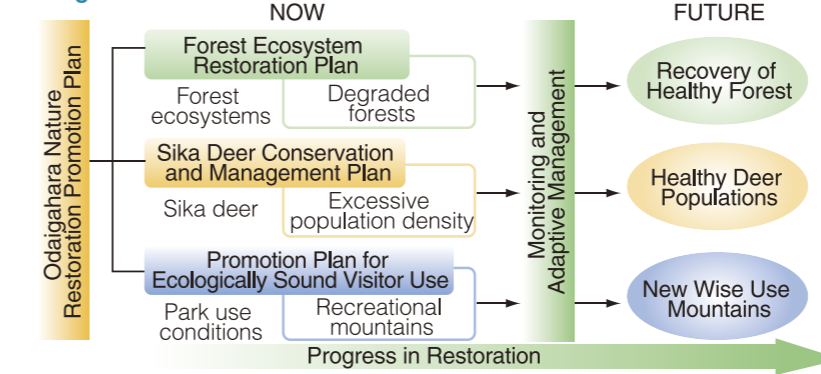 NOW
FUTURE
Odaigahara Nature
Restoration Promotion Plan
Forest Ecosystem
Restoration Plan
Forest
ecosystems
Degraded
forests
Sika Deer Conservation
and Management Plan
Sika deer
Excessive
population density
Promotion Plan for
Ecologically Sound Visitor Use
Park use
conditions
Recreational
mountains
Monitoring and
Adaptive Management
Recovery of
Healthy Forest
Healthy Deer
Populations
New Wise Use
Mountains
Progress in Restoration